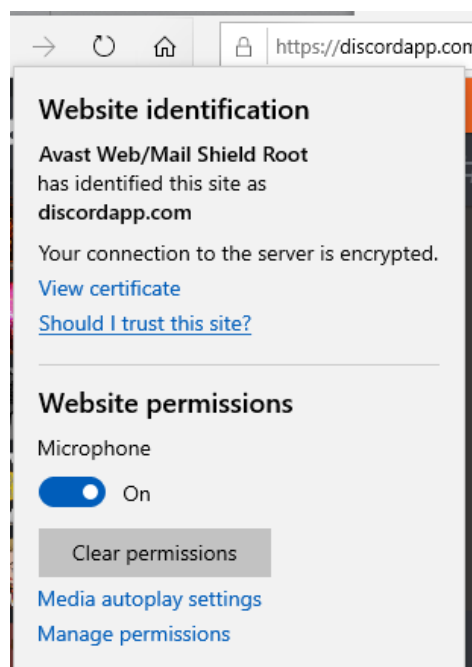 https://discordapp.com
Website identification
Avast Web/Mail Shield Root
has identified this site as
discordapp.com
Your connection to the server is encrypted.
View certificate
Should I trust this site?
Website permissions
Microphone
On
Clear permissions
Media autoplay settings
Manage permissions